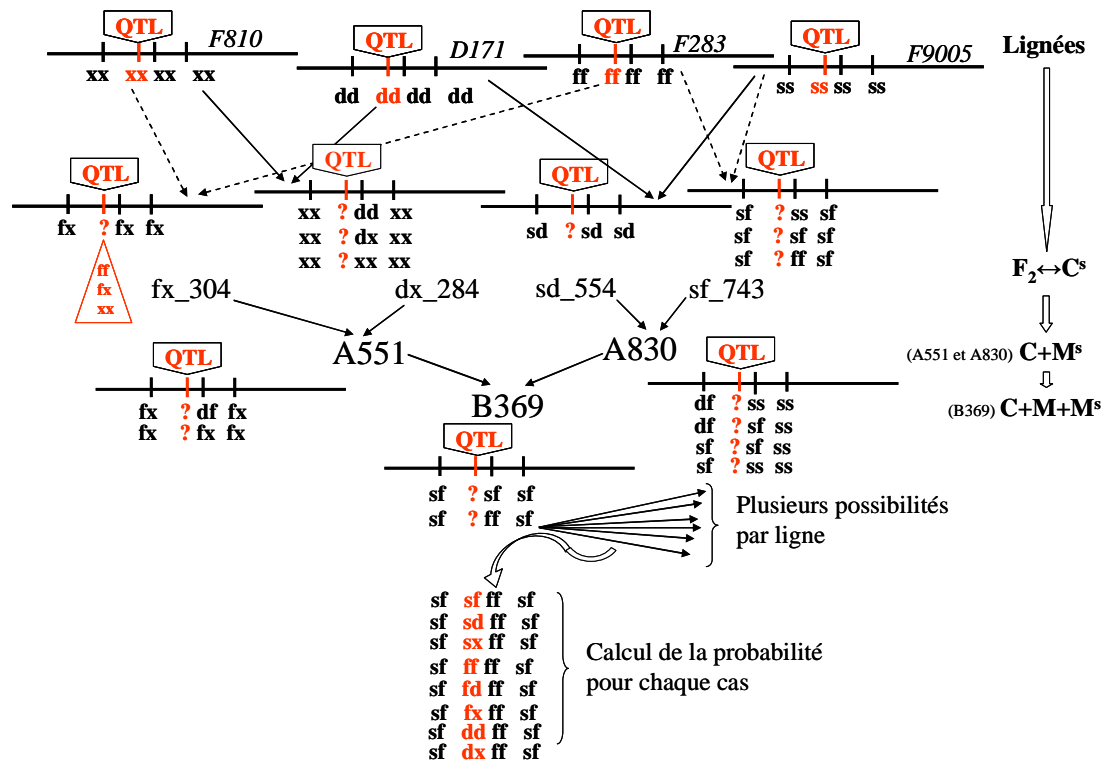 QTL F810
QTL D171
QTL F283
QTL F9005
Lignées
xx xx xx xx
dd dd dd dd
ff ff ff ff
ss ss ss ss
QTL
fx ? fx fx
ff
fx
xx
QTL
xx ? dd xx
xx ? dx xx
xx ? xx xx
QTL
sd ? sd sd
QTL
sf ? ss sf
sf ? sf sf
sf ? ff sf
F2↔Cs
fx_304 dx_284 sd_554 sf_743
A551 A830
(A551 et A830) C+Ms
QTL
fx ? df fx
fx ? fx fx
QTL
df ? ss ss
df ? sf ss
sf ? sf ss
sf ? ss ss
B369
(B369) C+M+Ms
QTL
sf ? sf sf
sf ? ff sf
Plusieurs possibilités
par ligne
sf sf ff sf
sf sd ff sf
sf sx ff sf
sf ff ff sf
sf fd ff sf
sf fx ff sf
sf dd ff sf
sf dx ff sf
Calcul de la probabilité
pour chaque cas